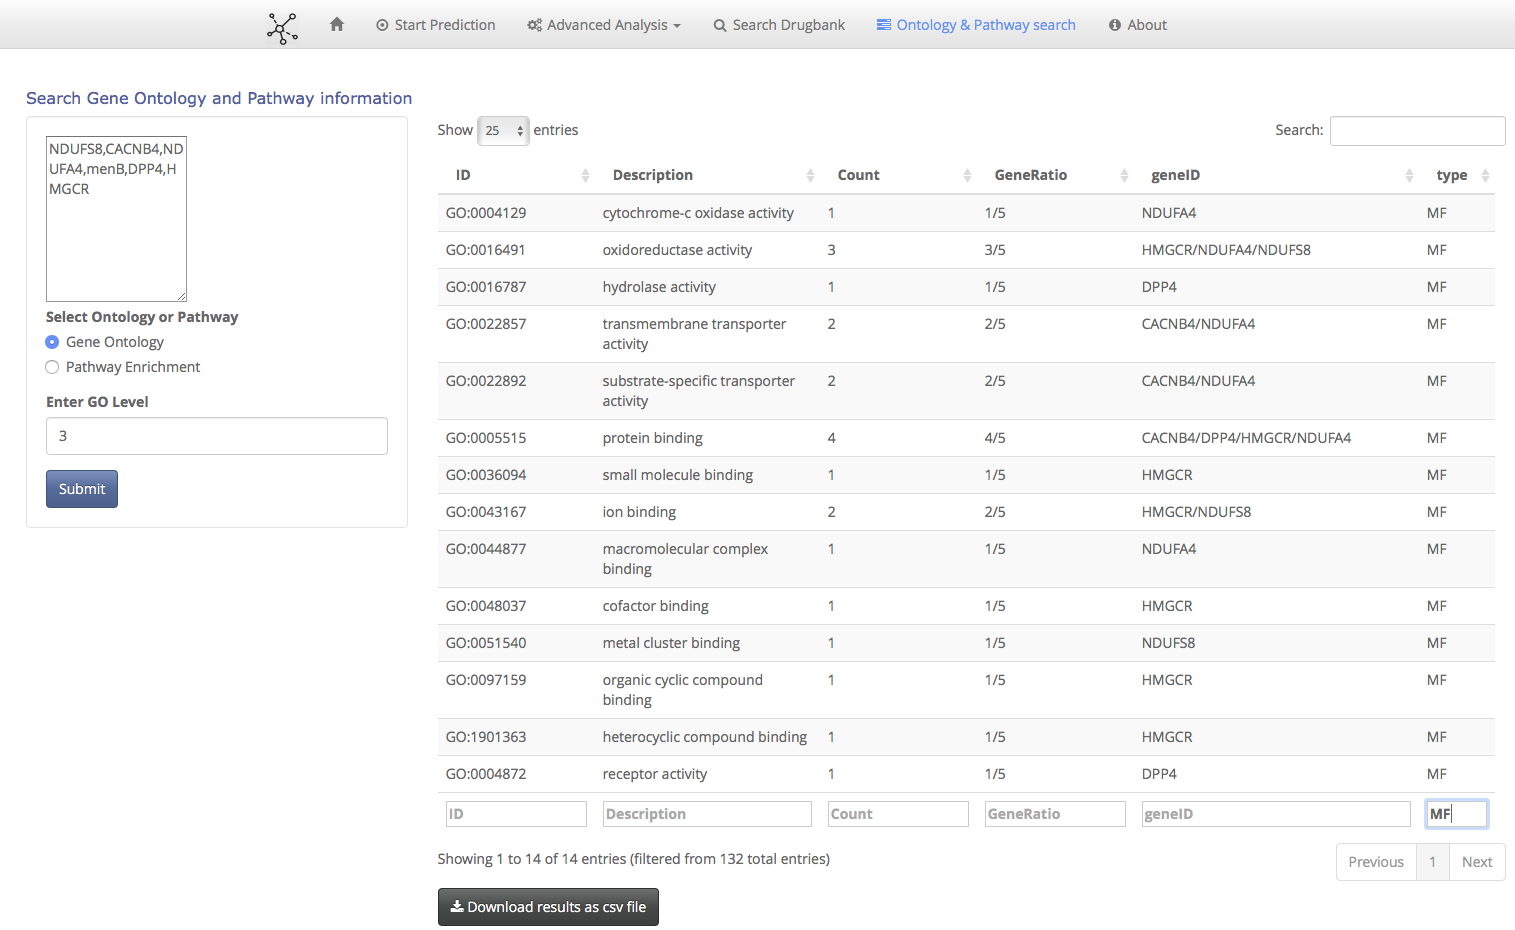 Start Prediction
Advanced Analysis
Search Drugbank
Ontology & Pathway search
About
Search Gene Ontology and Pathway information
NDUFS8,CACNB4,ND
UFA4,menB,DPP4,H
MGCR
Select Ontology or Pathway
Gene Ontology
Pathway Enrichment
Enter GO Level
3
Submit
Show 25 entries
Search:
ID Description Count GeneRatio geneID type
GO:0004129 cytochrome-c oxidase activity 1 1/5 NDUFA4 MF
GO:0016491 oxidoreductase activity 3 3/5 HMGCR/NDUFA4/NDUFS8 MF
GO:0016787 hydrolase activity 1 1/5 DPP4 MF
GO:0022857 transmembrane transporter 2 2/5 CACNB4/NDUFA4 MF
activity
GO:0022892 substrate-specific transporter 2 2/5 CACNB4/NDUFA4 MF
activity
GO:0005515 protein binding 4 4/5 CACNB4/DPP4/HMGCR/NDUFA4 MF
GO:0036094 small molecule binding 1 1/5 HMGCR MF
GO:0043167 ion binding 2 2/5 HMGCR/NDUFS8 MF
GO:0044877 macromolecular complex 1 1/5 NDUFA4 MF
binding
GO:0048037 cofactor binding 1 1/5 HMGCR MF
GO:0051540 metal cluster binding 1 1/5 NDUFS8 MF
GO:0097159 organic cyclic compound 1 1/5 HMGCR MF
binding
GO:1901363 heterocyclic compound binding 1 1/5 HMGCR MF
GO:0004872 receptor activity 1 1/5 DPP4 MF
ID Description Count GeneRatio geneID MF
Showing 1 to 14 of 14 entries (filtered from 132 total entries)
Previous 1 Next
Download results as csv file